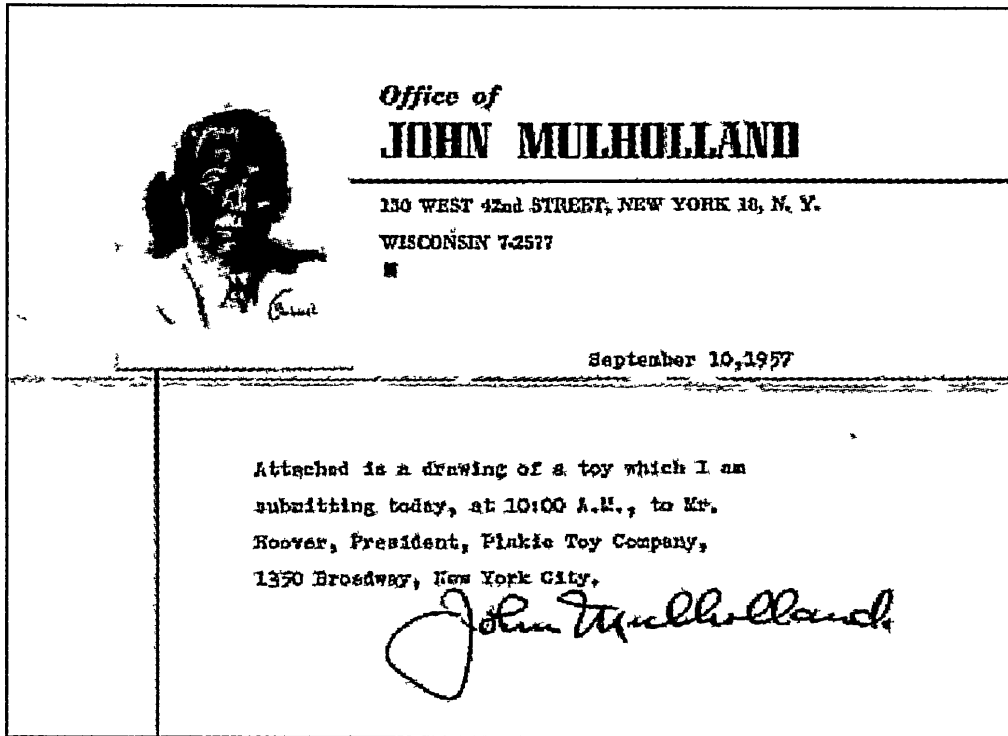 Office of
JOHN MULHOLLAND
130 WEST 42nd STREET, NEW YORK 18, N. Y.
WISCONSIN 7-2577
September 10,1957
Attached is a drawing of a toy which I am
submitting today, at 10:00 A.M., to Mr.
Hoover, President, Pinkie Toy Company,
1350 Broadway, New York City.
John Mulholland